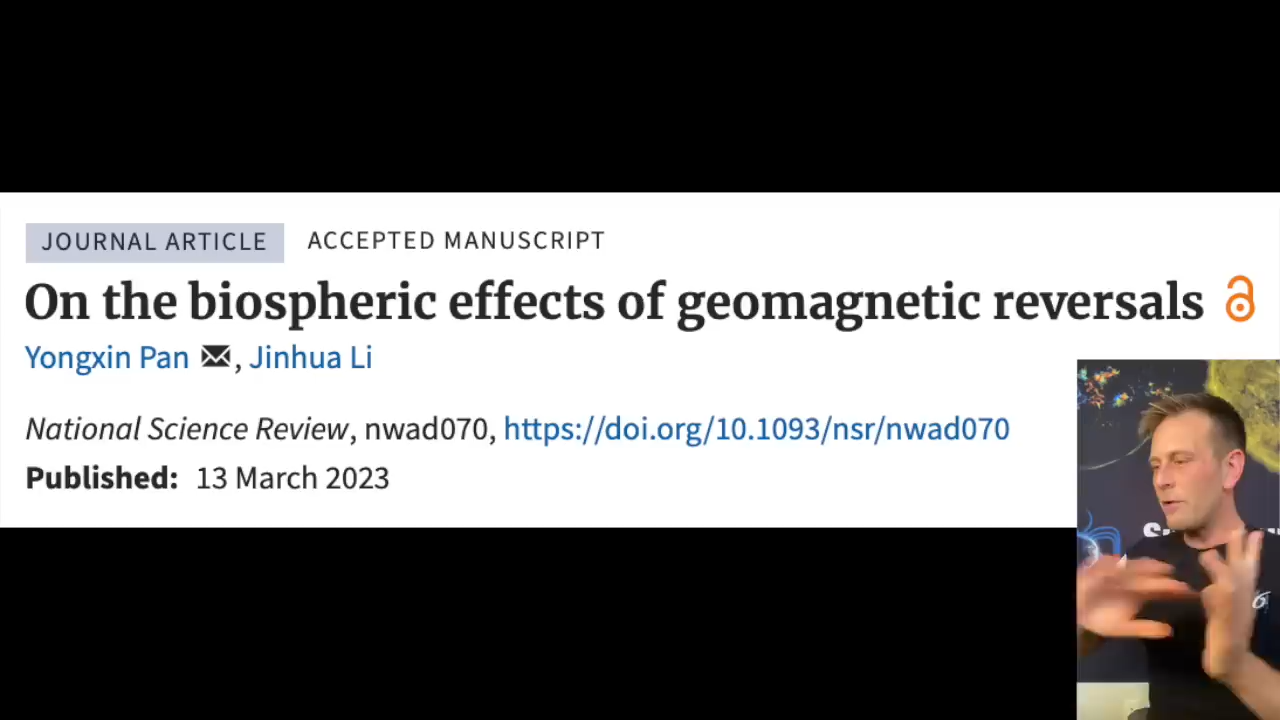 JOURNAL ARTICLE ACCEPTED MANUSCRIPT
On the biospheric effects of geomagnetic reversals
Yongxin Pan , Jinhua Li
National Science Review, nwad070, https://doi.org/10.1093/nsr/nwad070
Published: 13 March 2023